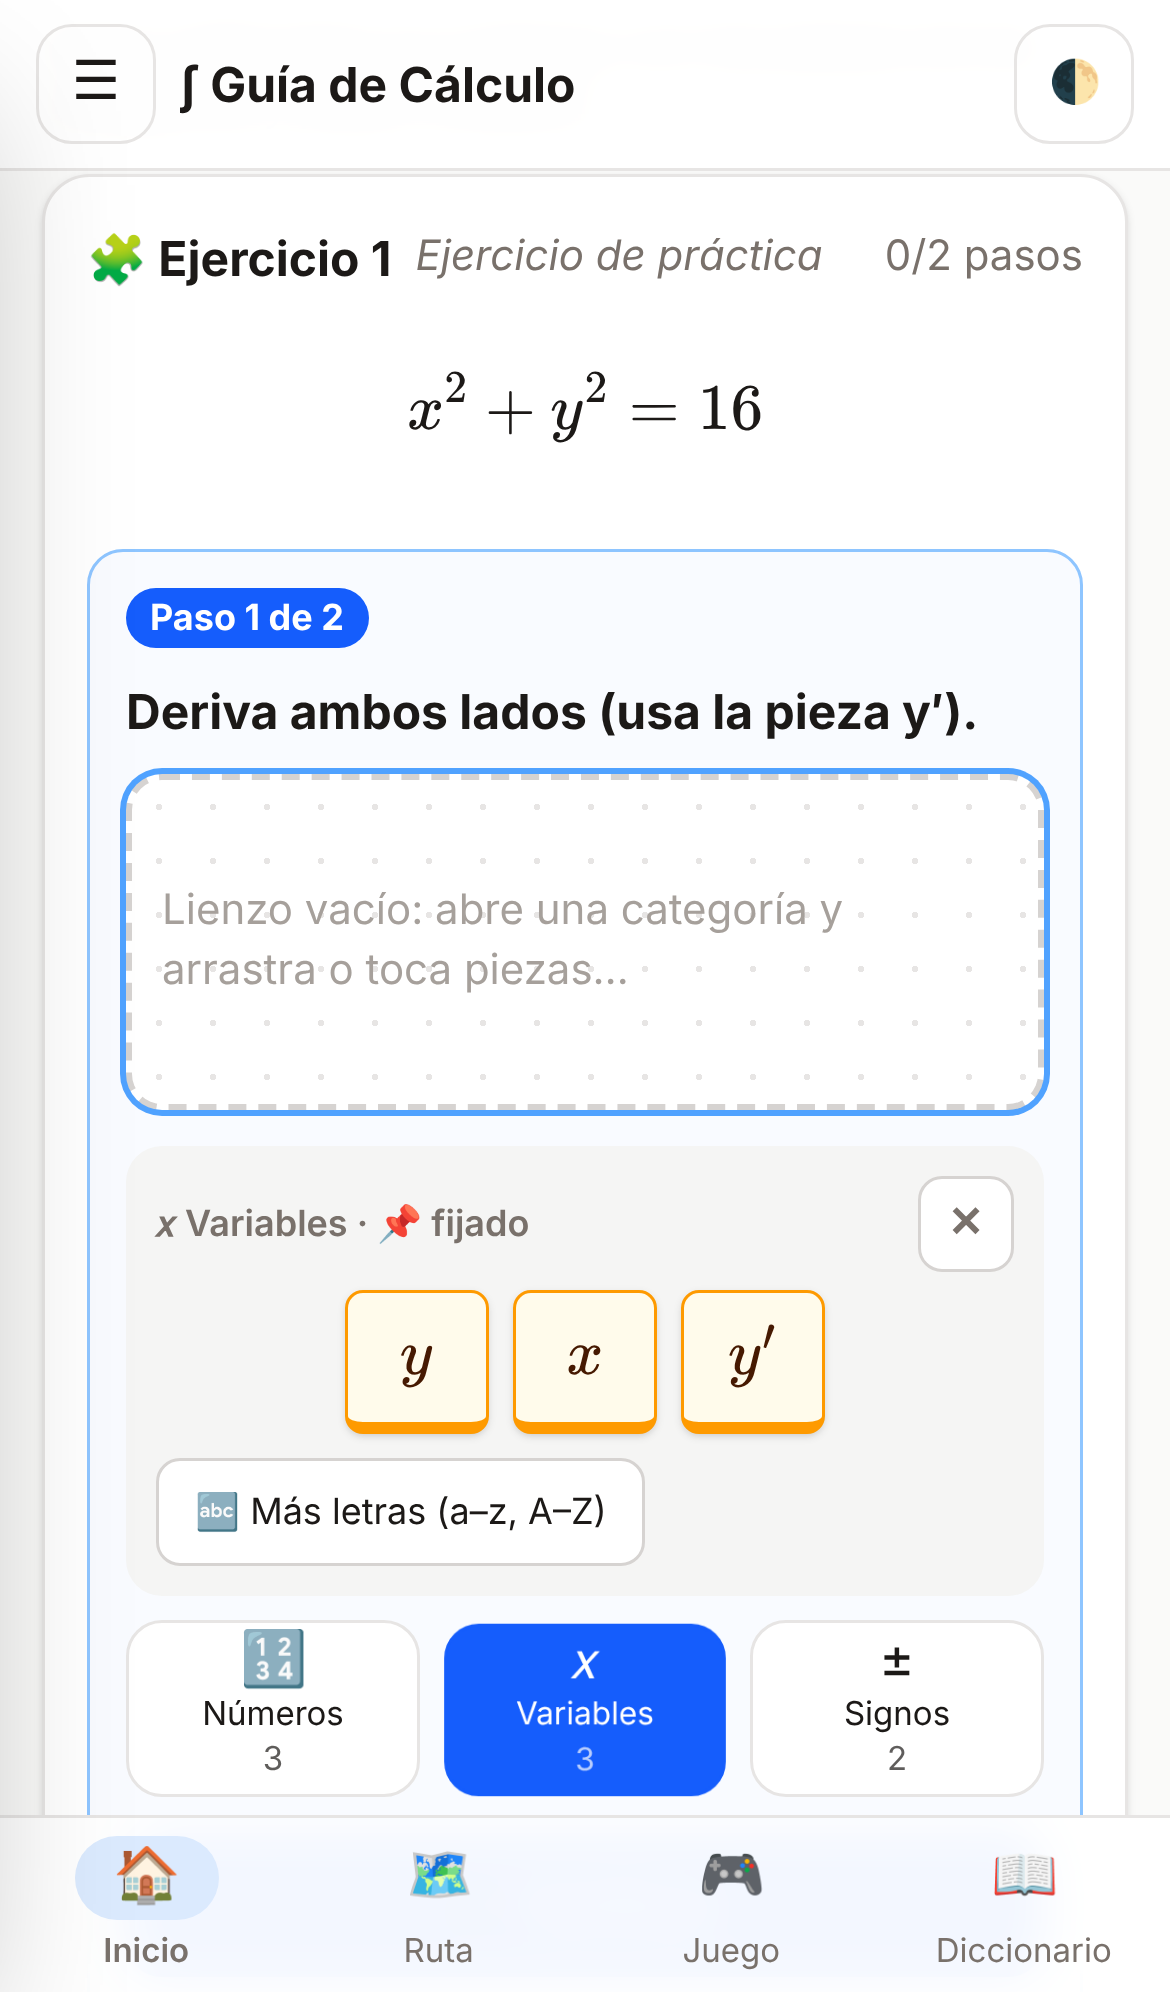 ☰ ∫ Guía de Cálculo
🧩 Ejercicio 1 Ejercicio de práctica 0/2 pasos
x² + y² = 16
Paso 1 de 2
Deriva ambos lados (usa la pieza y′).
Lienzo vacío: abre una categoría y
arrastra o toca piezas…
x Variables · 📌 fijado ✕
y x y′
🔤 Más letras (a–z, A–Z)
🔢 x ±
Números Variables Signos
3 3 2
Inicio Ruta Juego Diccionario